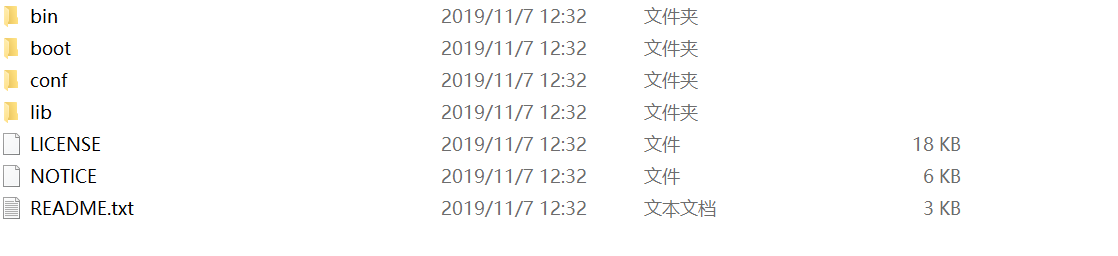 bin 2019/11/7 12:32 文件夹
boot 2019/11/7 12:32 文件夹
conf 2019/11/7 12:32 文件夹
lib 2019/11/7 12:32 文件夹
LICENSE 2019/11/7 12:32 文件 18 KB
NOTICE 2019/11/7 12:32 文件 6 KB
README.txt 2019/11/7 12:32 文本文档 3 KB